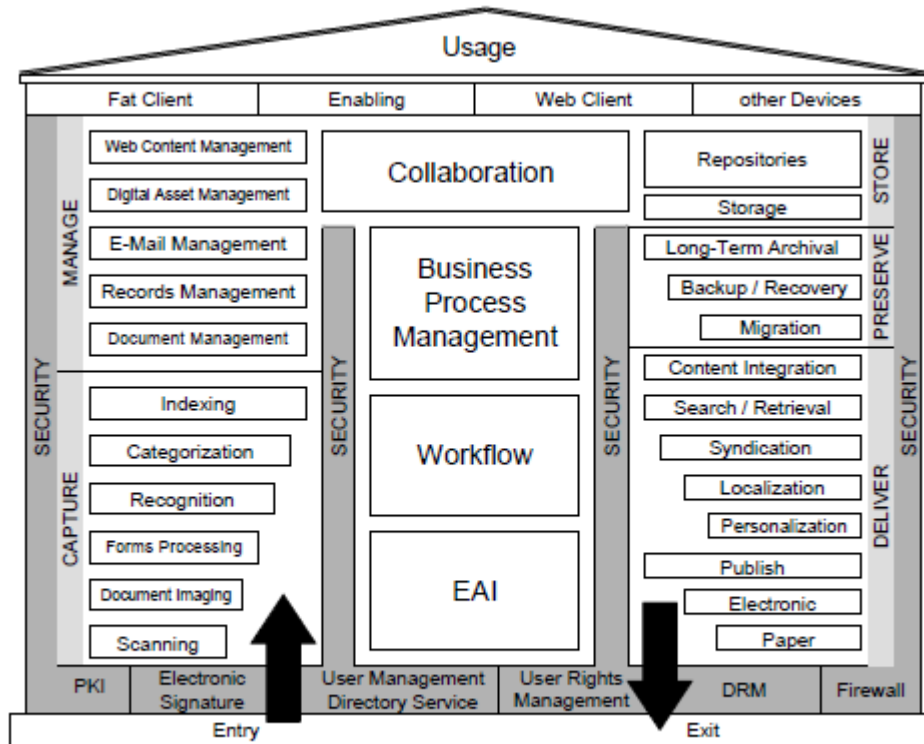 Usage
Fat Client
Enabling
Web Client
other Devices
SECURITY
MANAGE
Web Content Management
Digital Asset Management
E-Mail Management
Records Management
Document Management
CAPTURE
Indexing
Categorization
Recognition
Forms Processing
Document Imaging
Scanning
Collaboration
SECURITY
Business
Process
Management
Workflow
EAI
SECURITY
Repositories
Storage
STORE
Long-Term Archival
Backup / Recovery
Migration
PRESERVE
Content Integration
Search / Retrieval
Syndication
Localization
Personalization
Publish
Electronic
Paper
DELIVER
SECURITY
PKI
Electronic
Signature
User Management
Directory Service
User Rights
Management
DRM
Firewall
Entry
Exit